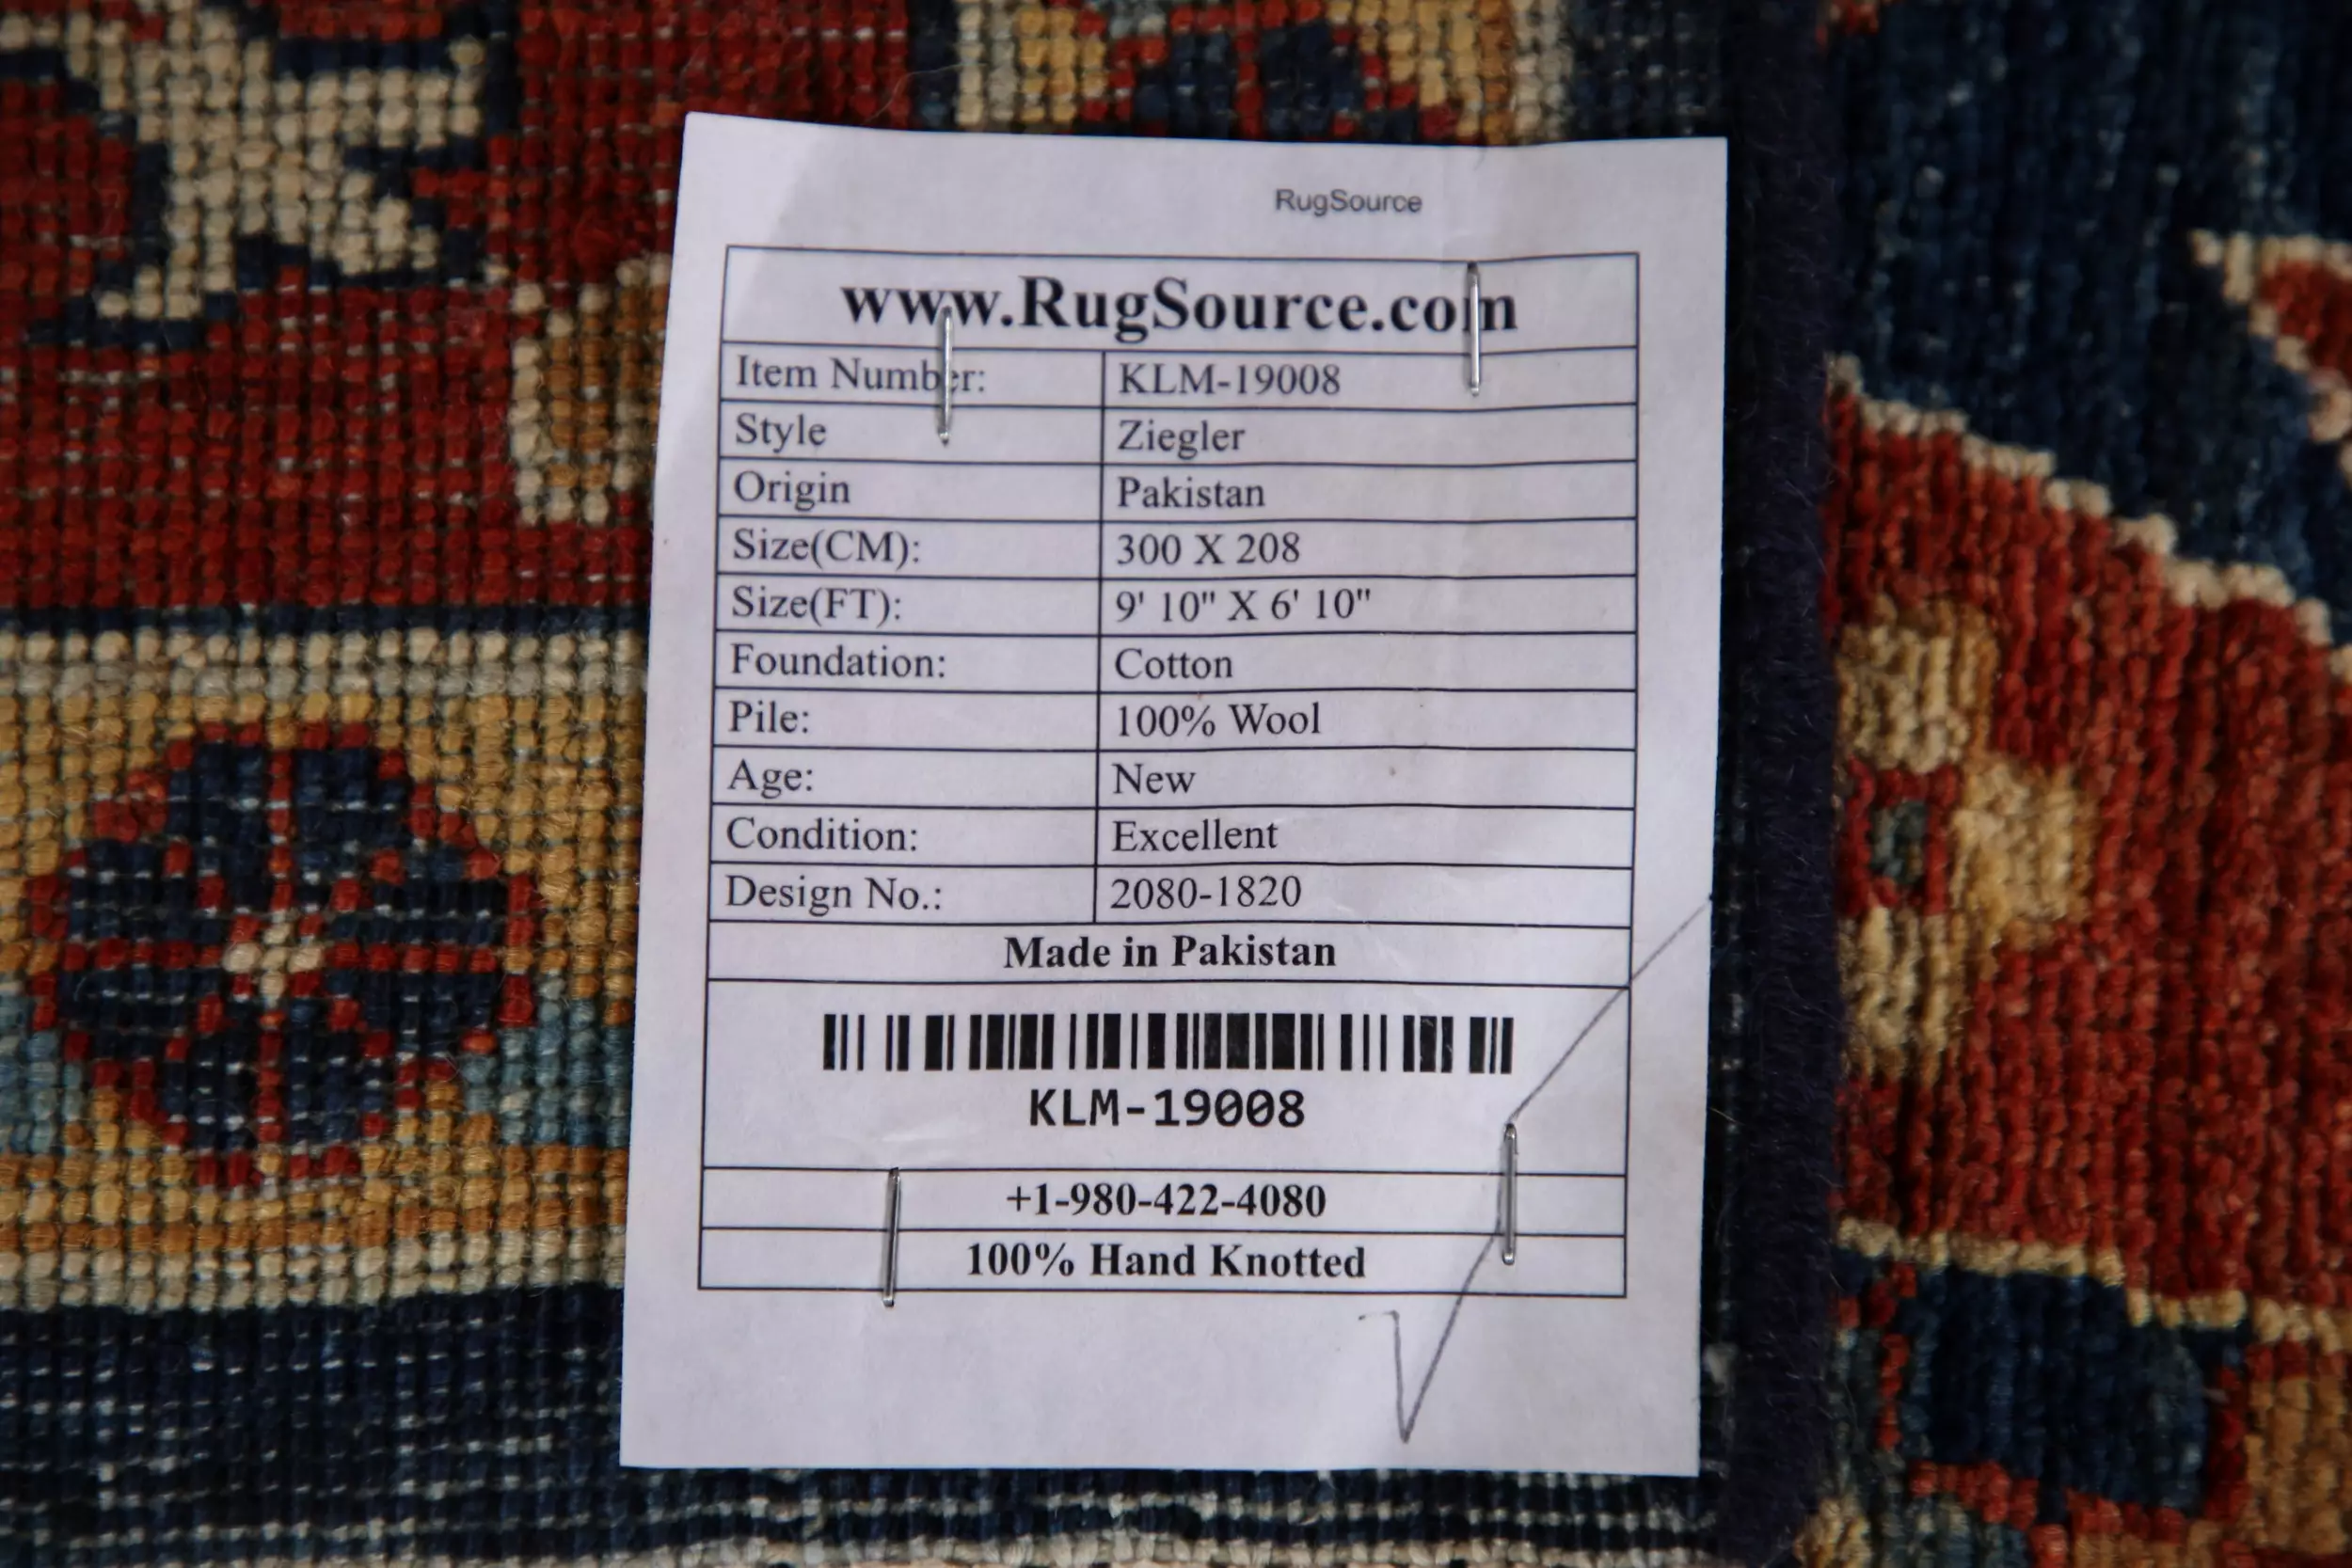 RugSource
www.RugSource.com
Item Number: KLM-19008
Style Ziegler
Origin Pakistan
Size(CM): 300 X 208
Size(FT): 9' 10" X 6' 10"
Foundation: Cotton
Pile: 100% Wool
Age: New
Condition: Excellent
Design No.: 2080-1820
Made in Pakistan
KLM-19008
+1-980-422-4080
100% Hand Knotted